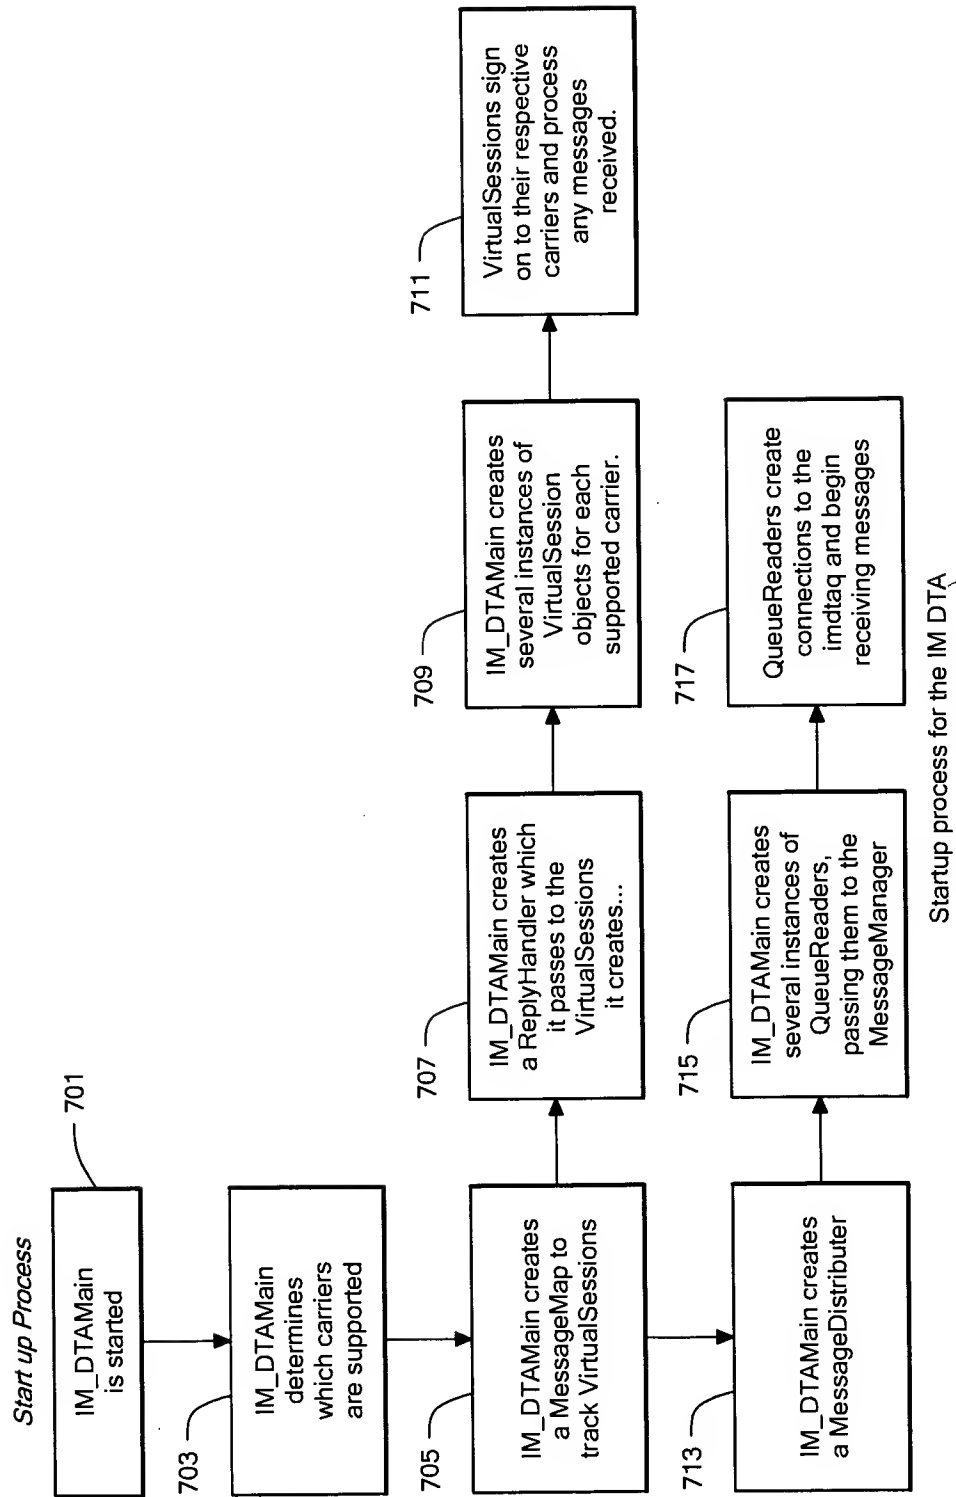 Start up Process
701
IM_DTAMain
is started
703
IM_DTAMain
determines
which carriers
are supported
705
IM_DTAMain creates
a MessageMap to
track VirtualSessions
707
IM_DTAMain creates
a ReplyHandler which
it passes to the
VirtualSessions
it creates...
709
IM_DTAMain creates
several instances of
VirtualSession
objects for each
supported carrier.
711
VirtualSessions sign
on to their respective
carriers and process
any messages
received.
713
IM_DTAMain creates
a MessageDistributer
715
IM_DTAMain creates
several instances of
QueueReaders,
passing them to the
MessageManager
717
QueueReaders create
connections to the
imdtaq and begin
receiving messages
Startup process for the IM DTA